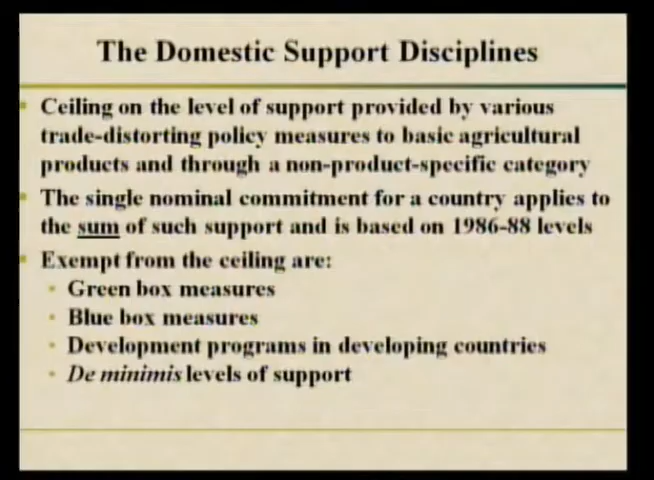 The Domestic Support Disciplines
Ceiling on the level of support provided by various
trade-distorting policy measures to basic agricultural
products and through a non-product-specific category
The single nominal commitment for a country applies to
the sum of such support and is based on 1986-88 levels
Exempt from the ceiling are:
Green box measures
Blue box measures
Development programs in developing countries
De minimis levels of support